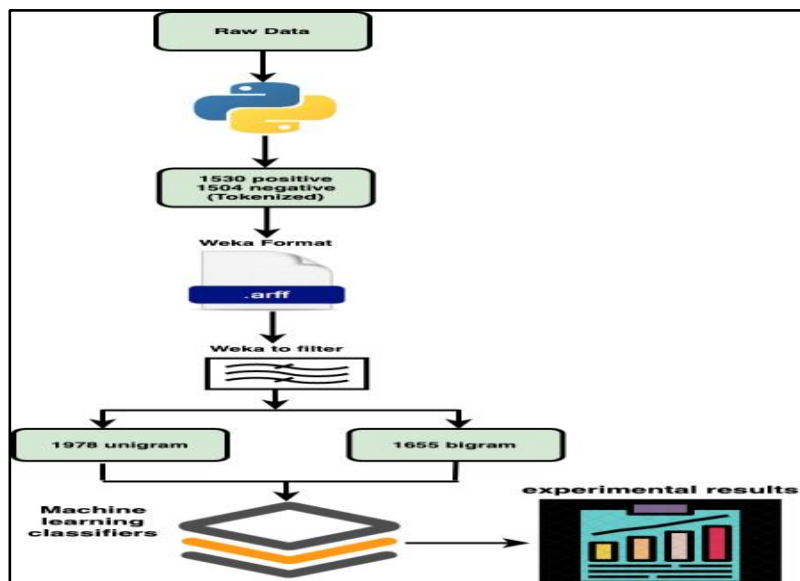 Raw Data
1530 positive
1504 negative
(Tokenized)
Weka Format
.arff
Weka to filter
1978 unigram
1655 bigram
Machine
learning
classifiers
experimental results